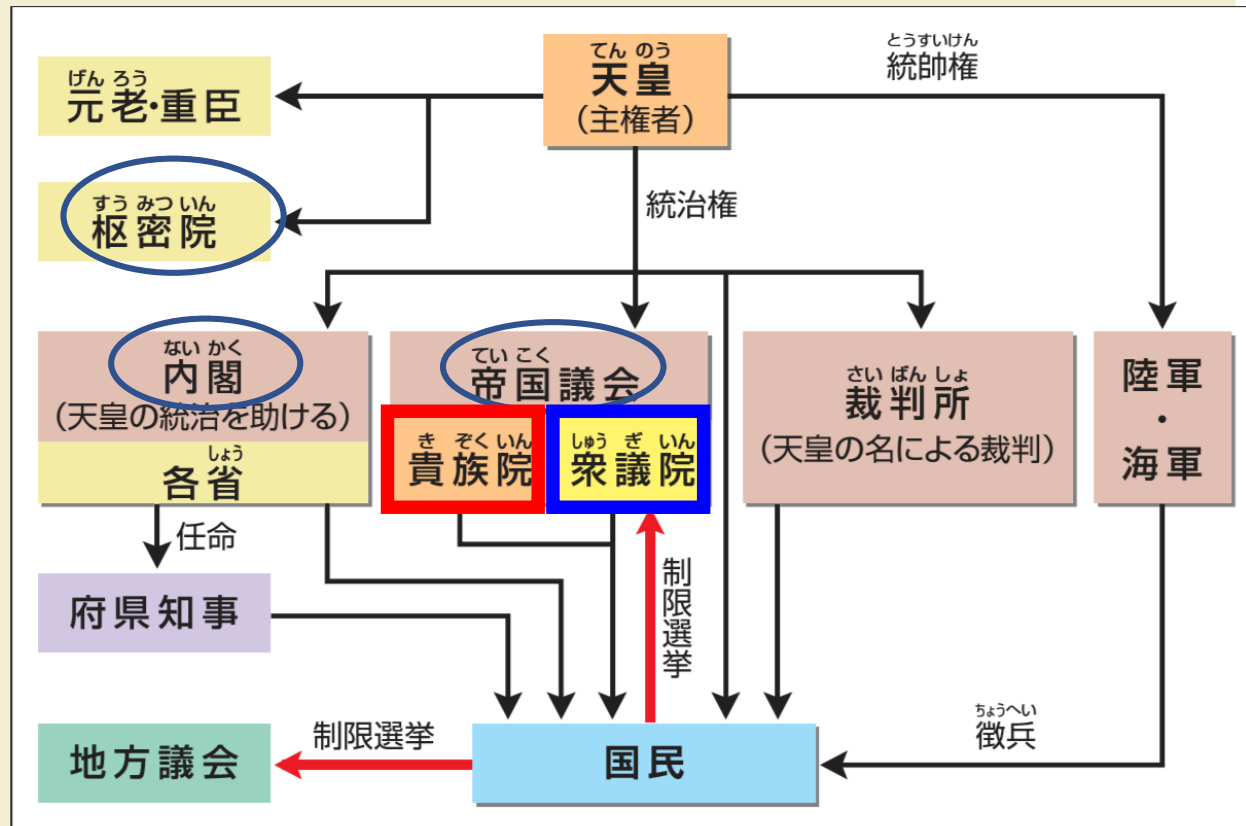 てん のう
天皇
(主権者)
とうすいけん
統帥権
げん ろう
元老・重臣
すう みつ いん
枢密院
統治権
ない かく
内閣
(天皇の統治を助ける)
しょう
各省
てい こく
帝国議会
き ぞく いん
貴族院
しゅう ぎ いん
衆議院
さい ばん しょ
裁判所
(天皇の名による裁判)
陸軍
・
海軍
任命
府県知事
制限選挙
地方議会
制限選挙
国民
ちょうへい
徴兵